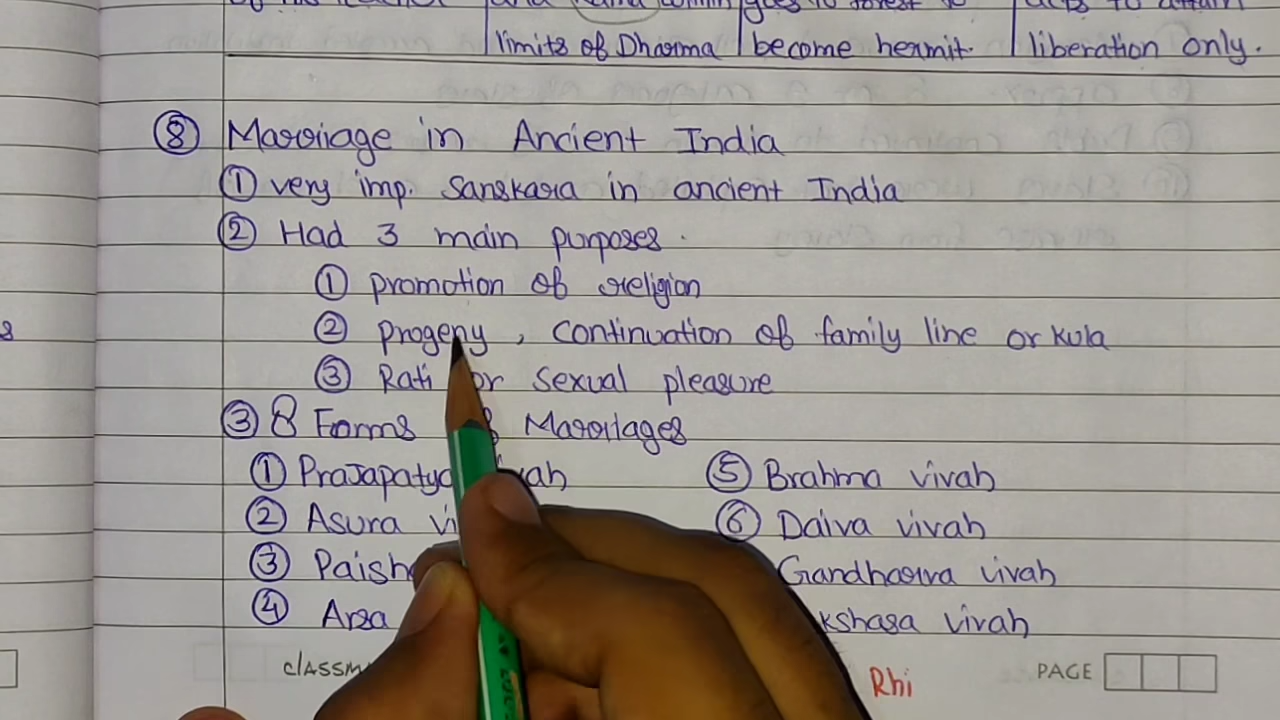 limits of Dharma become hermit. liberation only.
⑧ Marriage in Ancient India
① very imp. Sanskara in ancient India
② Had 3 main purposes.
① promotion of religion
② progeny, continuation of family line or kula
③ Rati or sexual pleasure
③ 8 Forms Marriages
① Prajapatya ⑤ Brahma vivah
② Asura ⑥ Daiva vivah
③ Gandharva vivah
④ Arsa vivah
classm Rhi PAGE